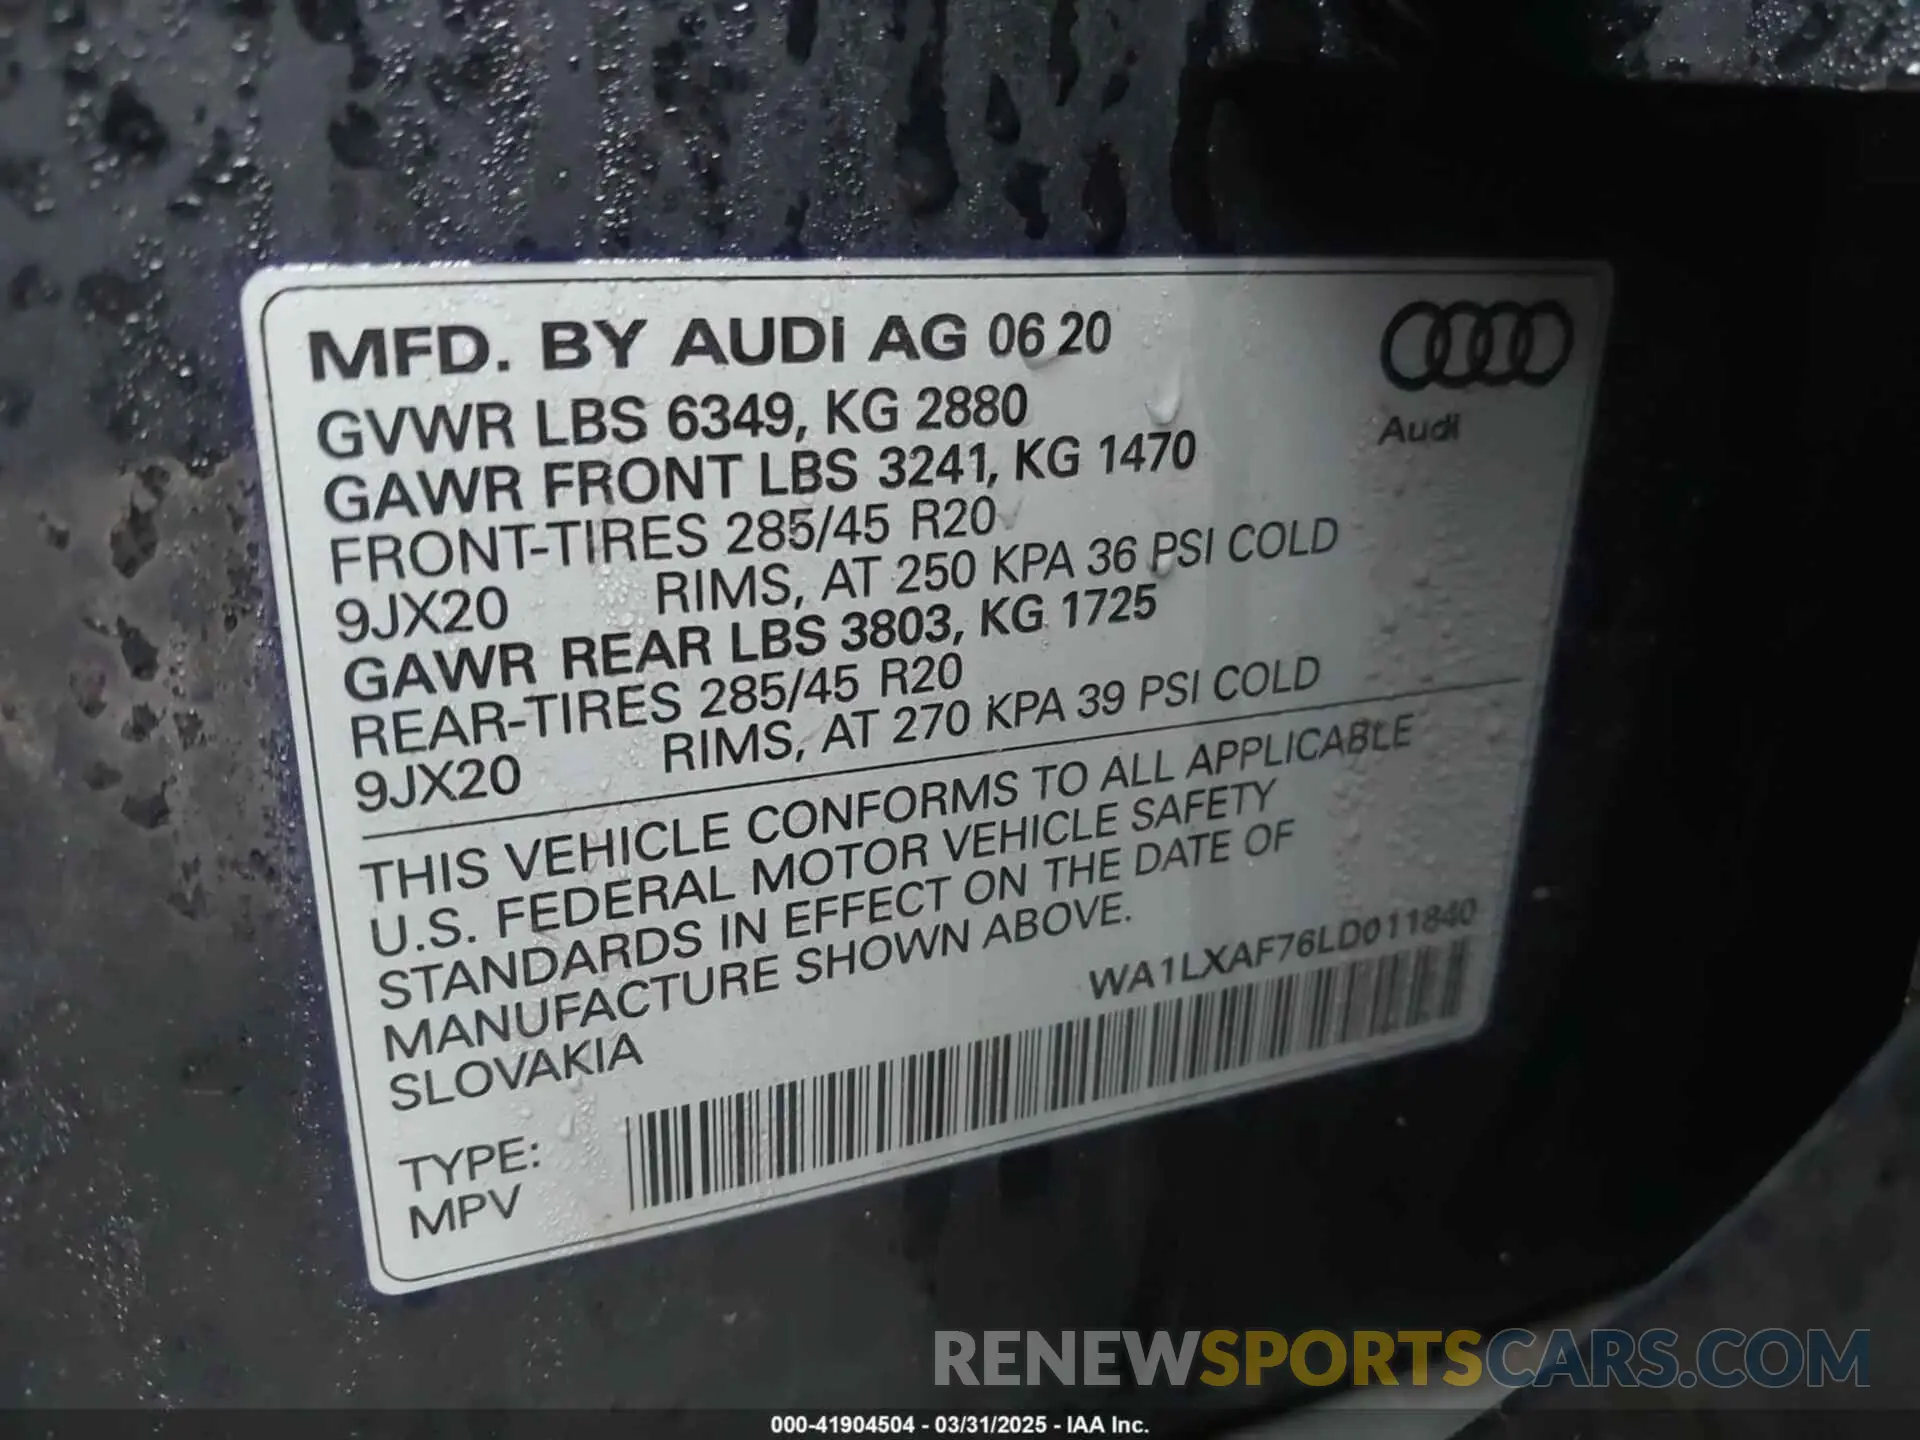 MFD. BY AUDI AG 06 20
GVWR LBS 6349, KG 2880
GAWR FRONT LBS 3241, KG 1470
FRONT-TIRES 285/45 R20
9JX20 RIMS, AT 250 KPA 36 PSI COLD
GAWR REAR LBS 3803, KG 1725
REAR-TIRES 285/45 R20
9JX20 RIMS, AT 270 KPA 39 PSI COLD
Audi
THIS VEHICLE CONFORMS TO ALL APPLICABLE
U.S. FEDERAL MOTOR VEHICLE SAFETY
STANDARDS IN EFFECT ON THE DATE OF
MANUFACTURE SHOWN ABOVE.
SLOVAKIA
WA1LXAF76LD011840
TYPE:
MPV
RENEWSPORTSCARS.COM
000-41904504 - 03/31/2025 - IAA Inc.